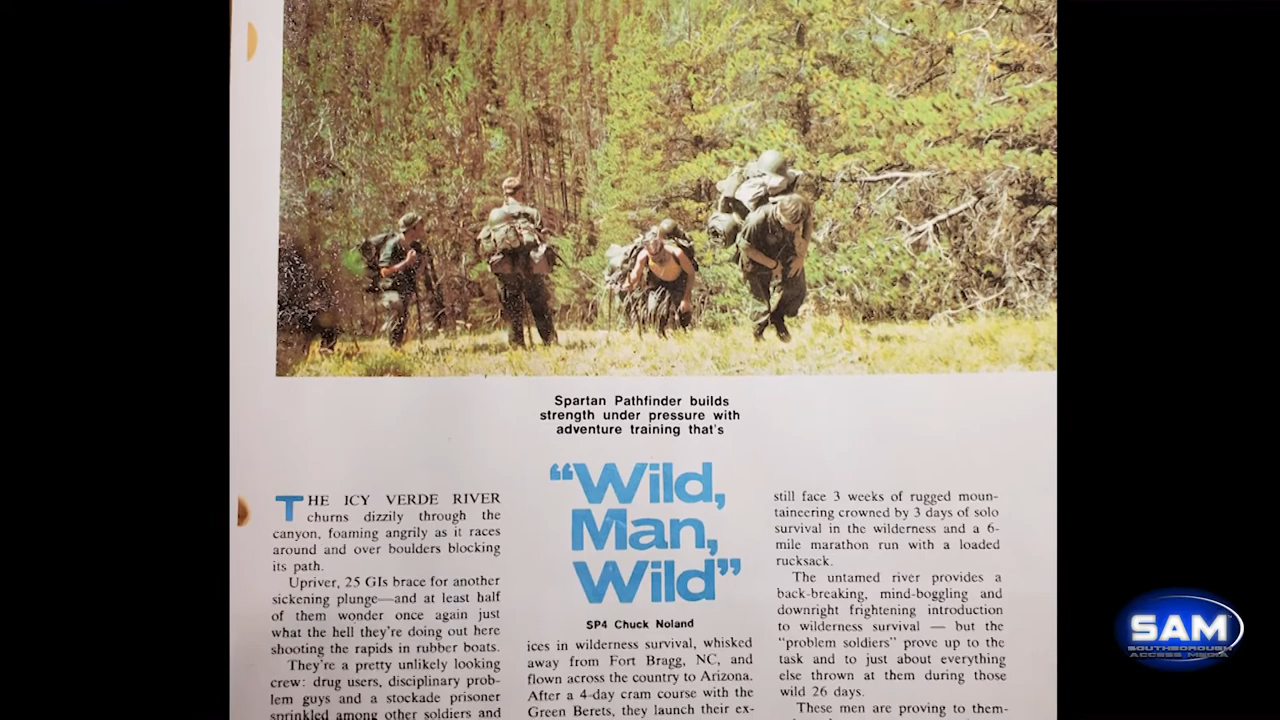 Spartan Pathfinder builds
strength under pressure with
adventure training that's
“Wild,
Man,
Wild”
SP4 Chuck Noland
THE ICY VERDE RIVER
churns dizzily through the
canyon, foaming angrily as it races
around and over boulders blocking
its path.
Upriver, 25 GIs brace for another
sickening plunge—and at least half
of them wonder once again just
what the hell they're doing out here
shooting the rapids in rubber boats.
They're a pretty unlikely looking
crew: drug users, disciplinary prob-
lem guys and a stockade prisoner
sprinkled among other soldiers and
ices in wilderness survival, whisked
away from Fort Bragg, NC, and
flown across the country to Arizona.
After a 4-day cram course with the
Green Berets, they launch their ex-
still face 3 weeks of rugged moun-
taineering crowned by 3 days of solo
survival in the wilderness and a 6-
mile marathon run with a loaded
rucksack.
The untamed river provides a
back-breaking, mind-boggling and
downright frightening introduction
to wilderness survival — but the
“problem soldiers” prove up to the
task and to just about everything
else thrown at them during those
wild 26 days.
These men are proving to them-
SAM
SOUTHBOROUGH
ACCESS MEDIA